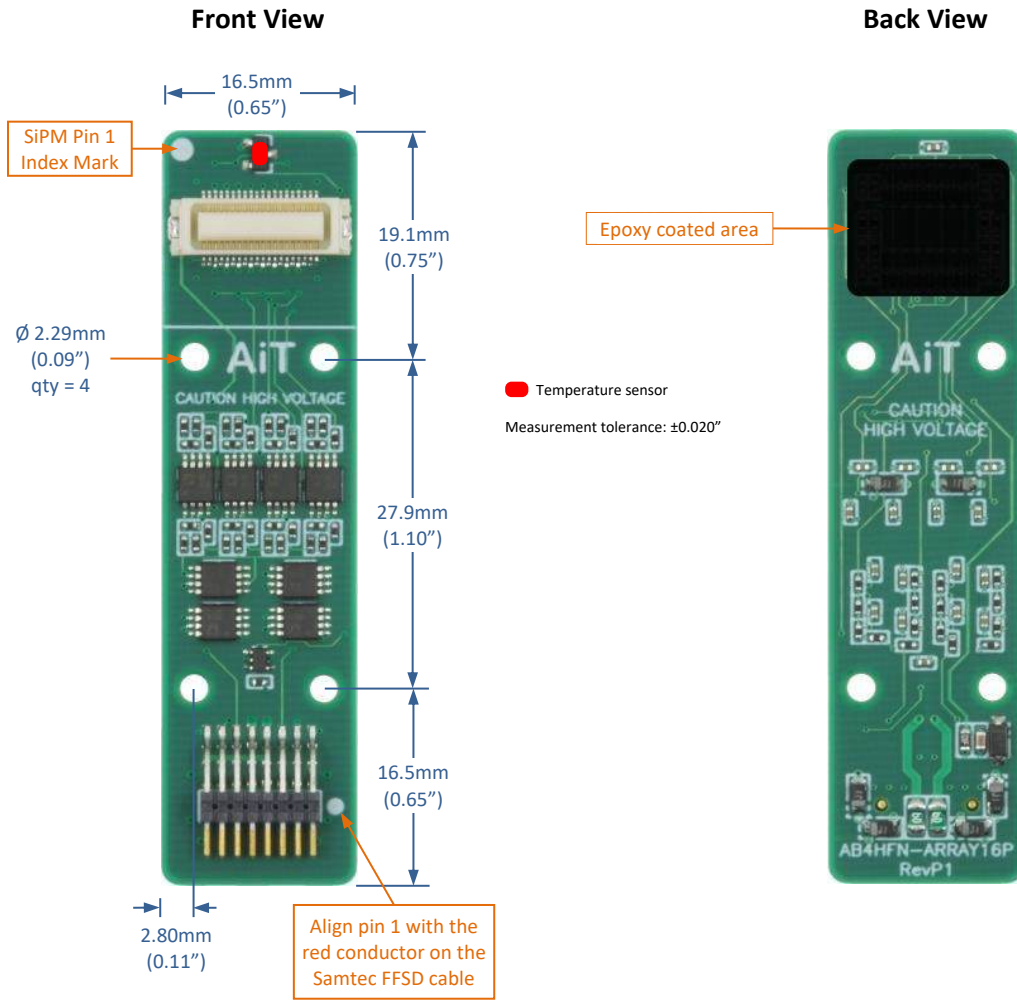 Front View
Back View
16.5mm
(0.65”)
SiPM Pin 1
Index Mark
19.1mm
(0.75”)
Epoxy coated area
Ø 2.29mm
(0.09”)
qty = 4
AiT
CAUTION HIGH VOLTAGE
AiT
CAUTION
HIGH VOLTAGE
Temperature sensor
Measurement tolerance: ±0.020”
27.9mm
(1.10”)
16.5mm
(0.65”)
2.80mm
(0.11”)
Align pin 1 with the
red conductor on the
Samtec FFSD cable
AB4HFN-ARRAY16P
RevP1